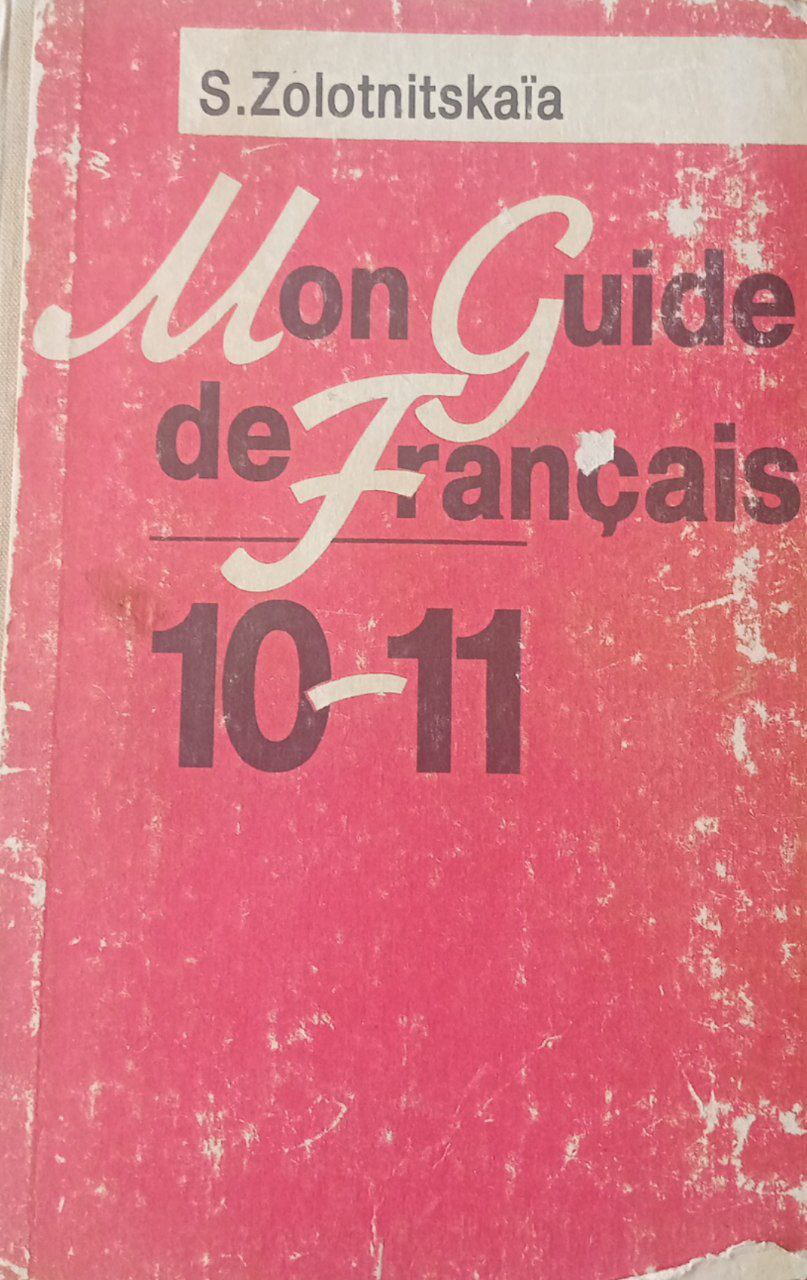 S.Zolotnitskaïa
Mon Guide
de Français
10-11